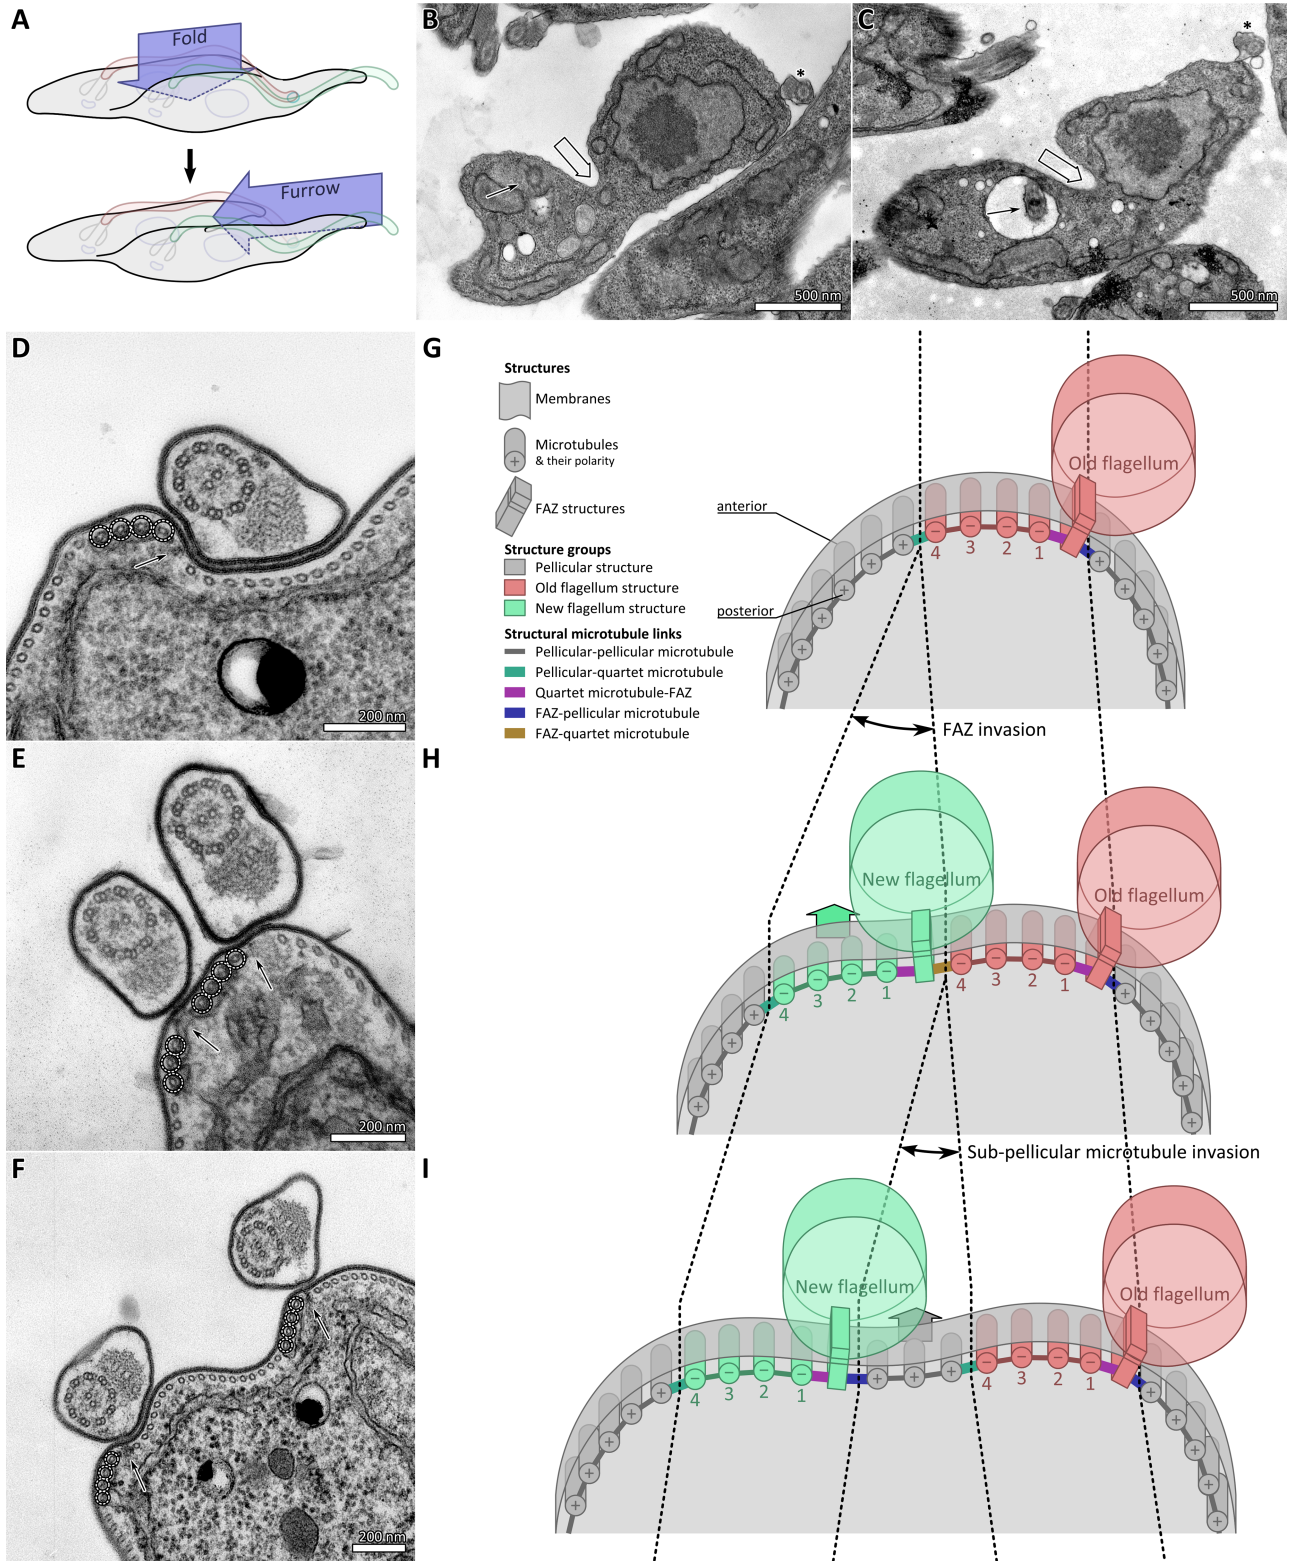 A
Fold
Furrow
B
*
500 nm
C
*
500 nm
D
200 nm
E
200 nm
F
200 nm
G
Structures
Membranes
Microtubules
& their polarity
FAZ structures
Structure groups
Pellicular structure
Old flagellum structure
New flagellum structure
Structural microtubule links
Pellicular-pellicular microtubule
Pellicular-quartet microtubule
Quartet microtubule-FAZ
FAZ-pellicular microtubule
FAZ-quartet microtubule
Old flagellum
anterior
posterior
4 3 2 1
FAZ invasion
H
New flagellum
Old flagellum
4 3 2 1 4 3 2 1
Sub-pellicular microtubule invasion
I
New flagellum
Old flagellum
4 3 2 1 4 3 2 1